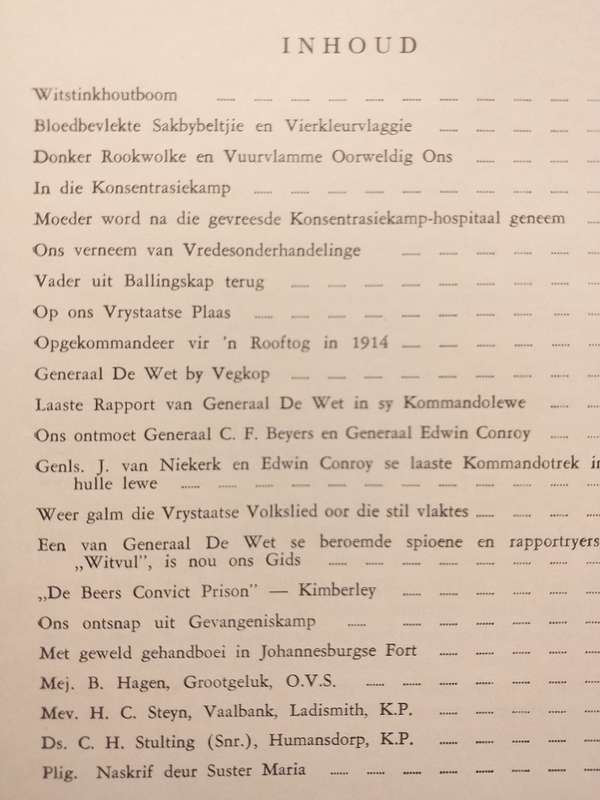 INHOUD
Witstinkhoutboom
Bloedbevlekte Sakbybeltjie en Vierkleurvlaggie
Donker Rookwolke en Vuurvlamme Oorweldig Ons
In die Konsentrasiekamp
Moeder word na die gevreesde Konsentrasiekamp-hospitaal geneem
Ons verneem van Vredesonderhandelinge
Vader uit Ballingskap terug
Op ons Vrystaatse Plaas
Opgekommandeer vir 'n Rooftog in 1914
Generaal De Wet by Vegkop
Laaste Rapport van Generaal De Wet in sy Kommandolewe
Ons ontmoet Generaal C. F. Beyers en Generaal Edwin Conroy
Genls. J. van Niekerk en Edwin Conroy se laaste Kommandotrek in
hulle lewe
Weer galm die Vrystaatse Volkslied oor die stil vlaktes
Een van Generaal De Wet se beroemde spioene en rapportryers
„Witvul”, is nou ons Gids
„De Beers Convict Prison” — Kimberley
Ons ontsnap uit Gevangeniskamp
Met geweld gehandboei in Johannesburgse Fort
Mej. B. Hagen, Grootgeluk, O.V.S.
Mev. H. C. Steyn, Vaalbank, Ladismith, K.P.
Ds. C. H. Stulting (Snr.), Humansdorp, K.P.
Plig. Naskrif deur Suster Maria